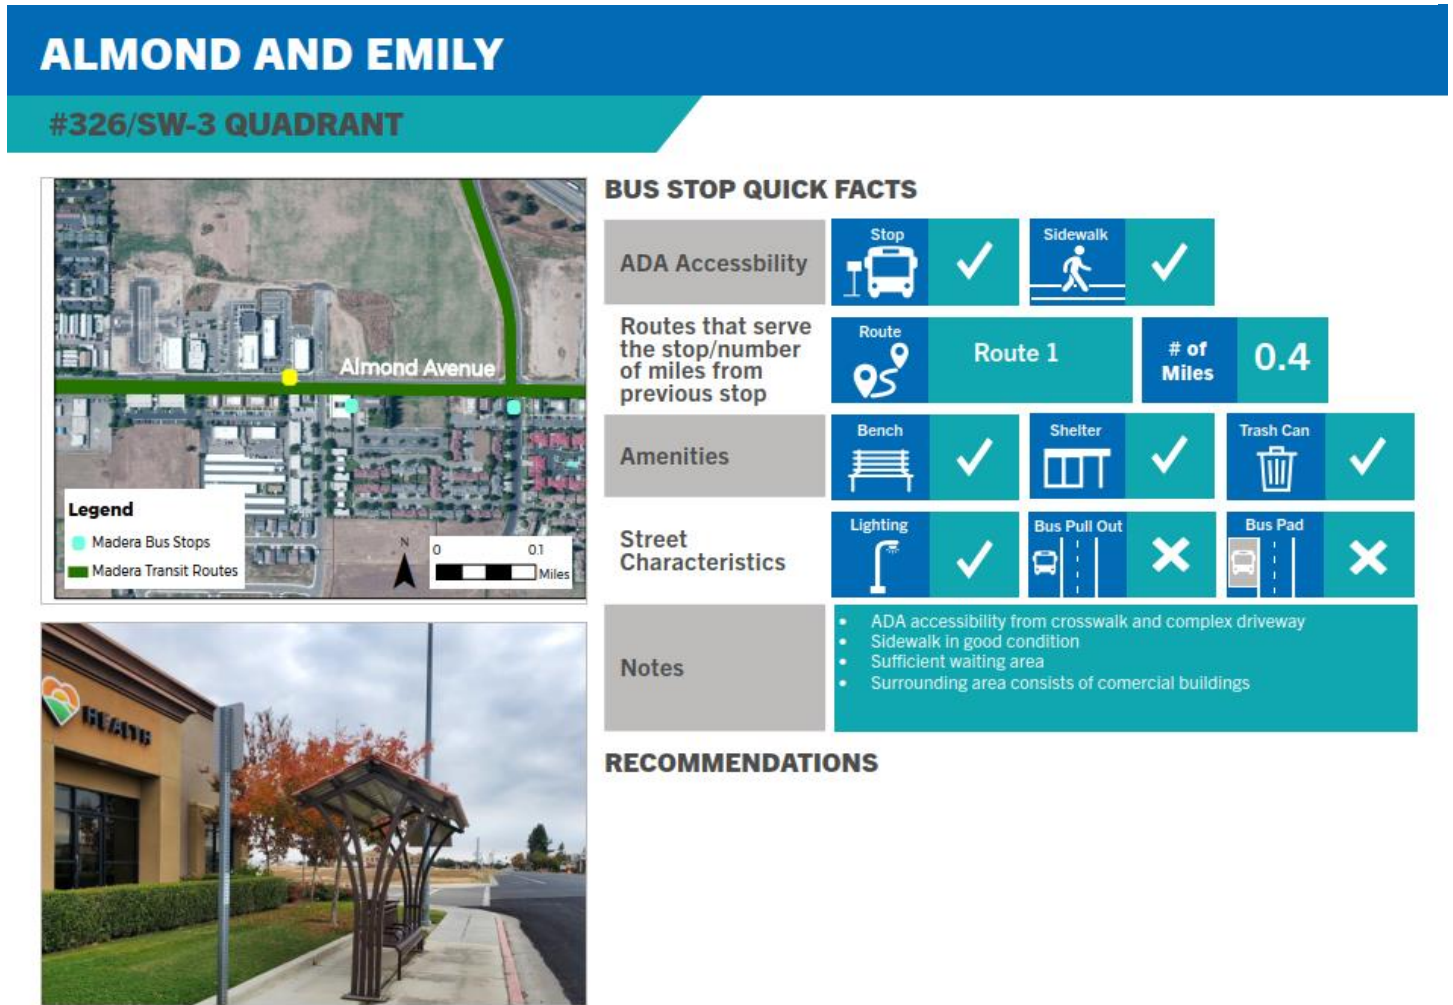 ALMOND AND EMILY
#326/SW-3 QUADRANT
Almond Avenue
Legend
Madera Bus Stops
Madera Transit Routes
N
0 0.1
Miles
HEALTH
BUS STOP QUICK FACTS
ADA Accessbility
Stop
Sidewalk
Routes that serve
the stop/number
of miles from
previous stop
Route
Route 1
# of
Miles
0.4
Amenities
Bench
Shelter
Trash Can
Street
Characteristics
Lighting
Bus Pull Out
Bus Pad
Notes
• ADA accessibility from crosswalk and complex driveway
• Sidewalk in good condition
• Sufficient waiting area
• Surrounding area consists of comercial buildings
RECOMMENDATIONS